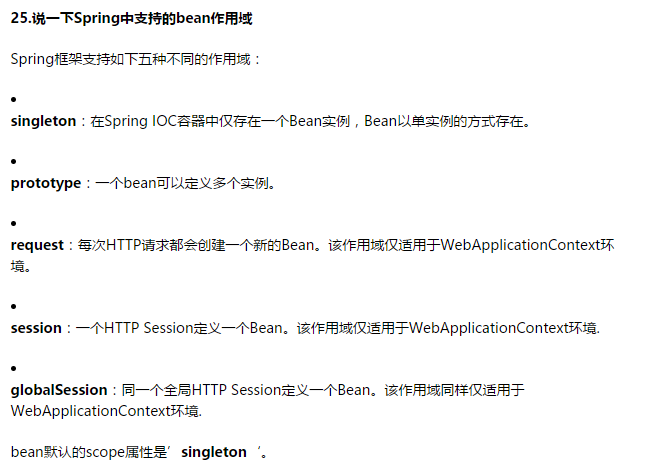 25.说一下Spring中支持的bean作用域
Spring框架支持如下五种不同的作用域：
•
singleton：在Spring IOC容器中仅存在一个Bean实例，Bean以单实例的方式存在。
•
prototype：一个bean可以定义多个实例。
•
request：每次HTTP请求都会创建一个新的Bean。该作用域仅适用于WebApplicationContext环
境。
•
session：一个HTTP Session定义一个Bean。该作用域仅适用于WebApplicationContext环境.
•
globalSession：同一个全局HTTP Session定义一个Bean。该作用域同样仅适用于
WebApplicationContext环境.
bean默认的scope属性是’singleton‘。